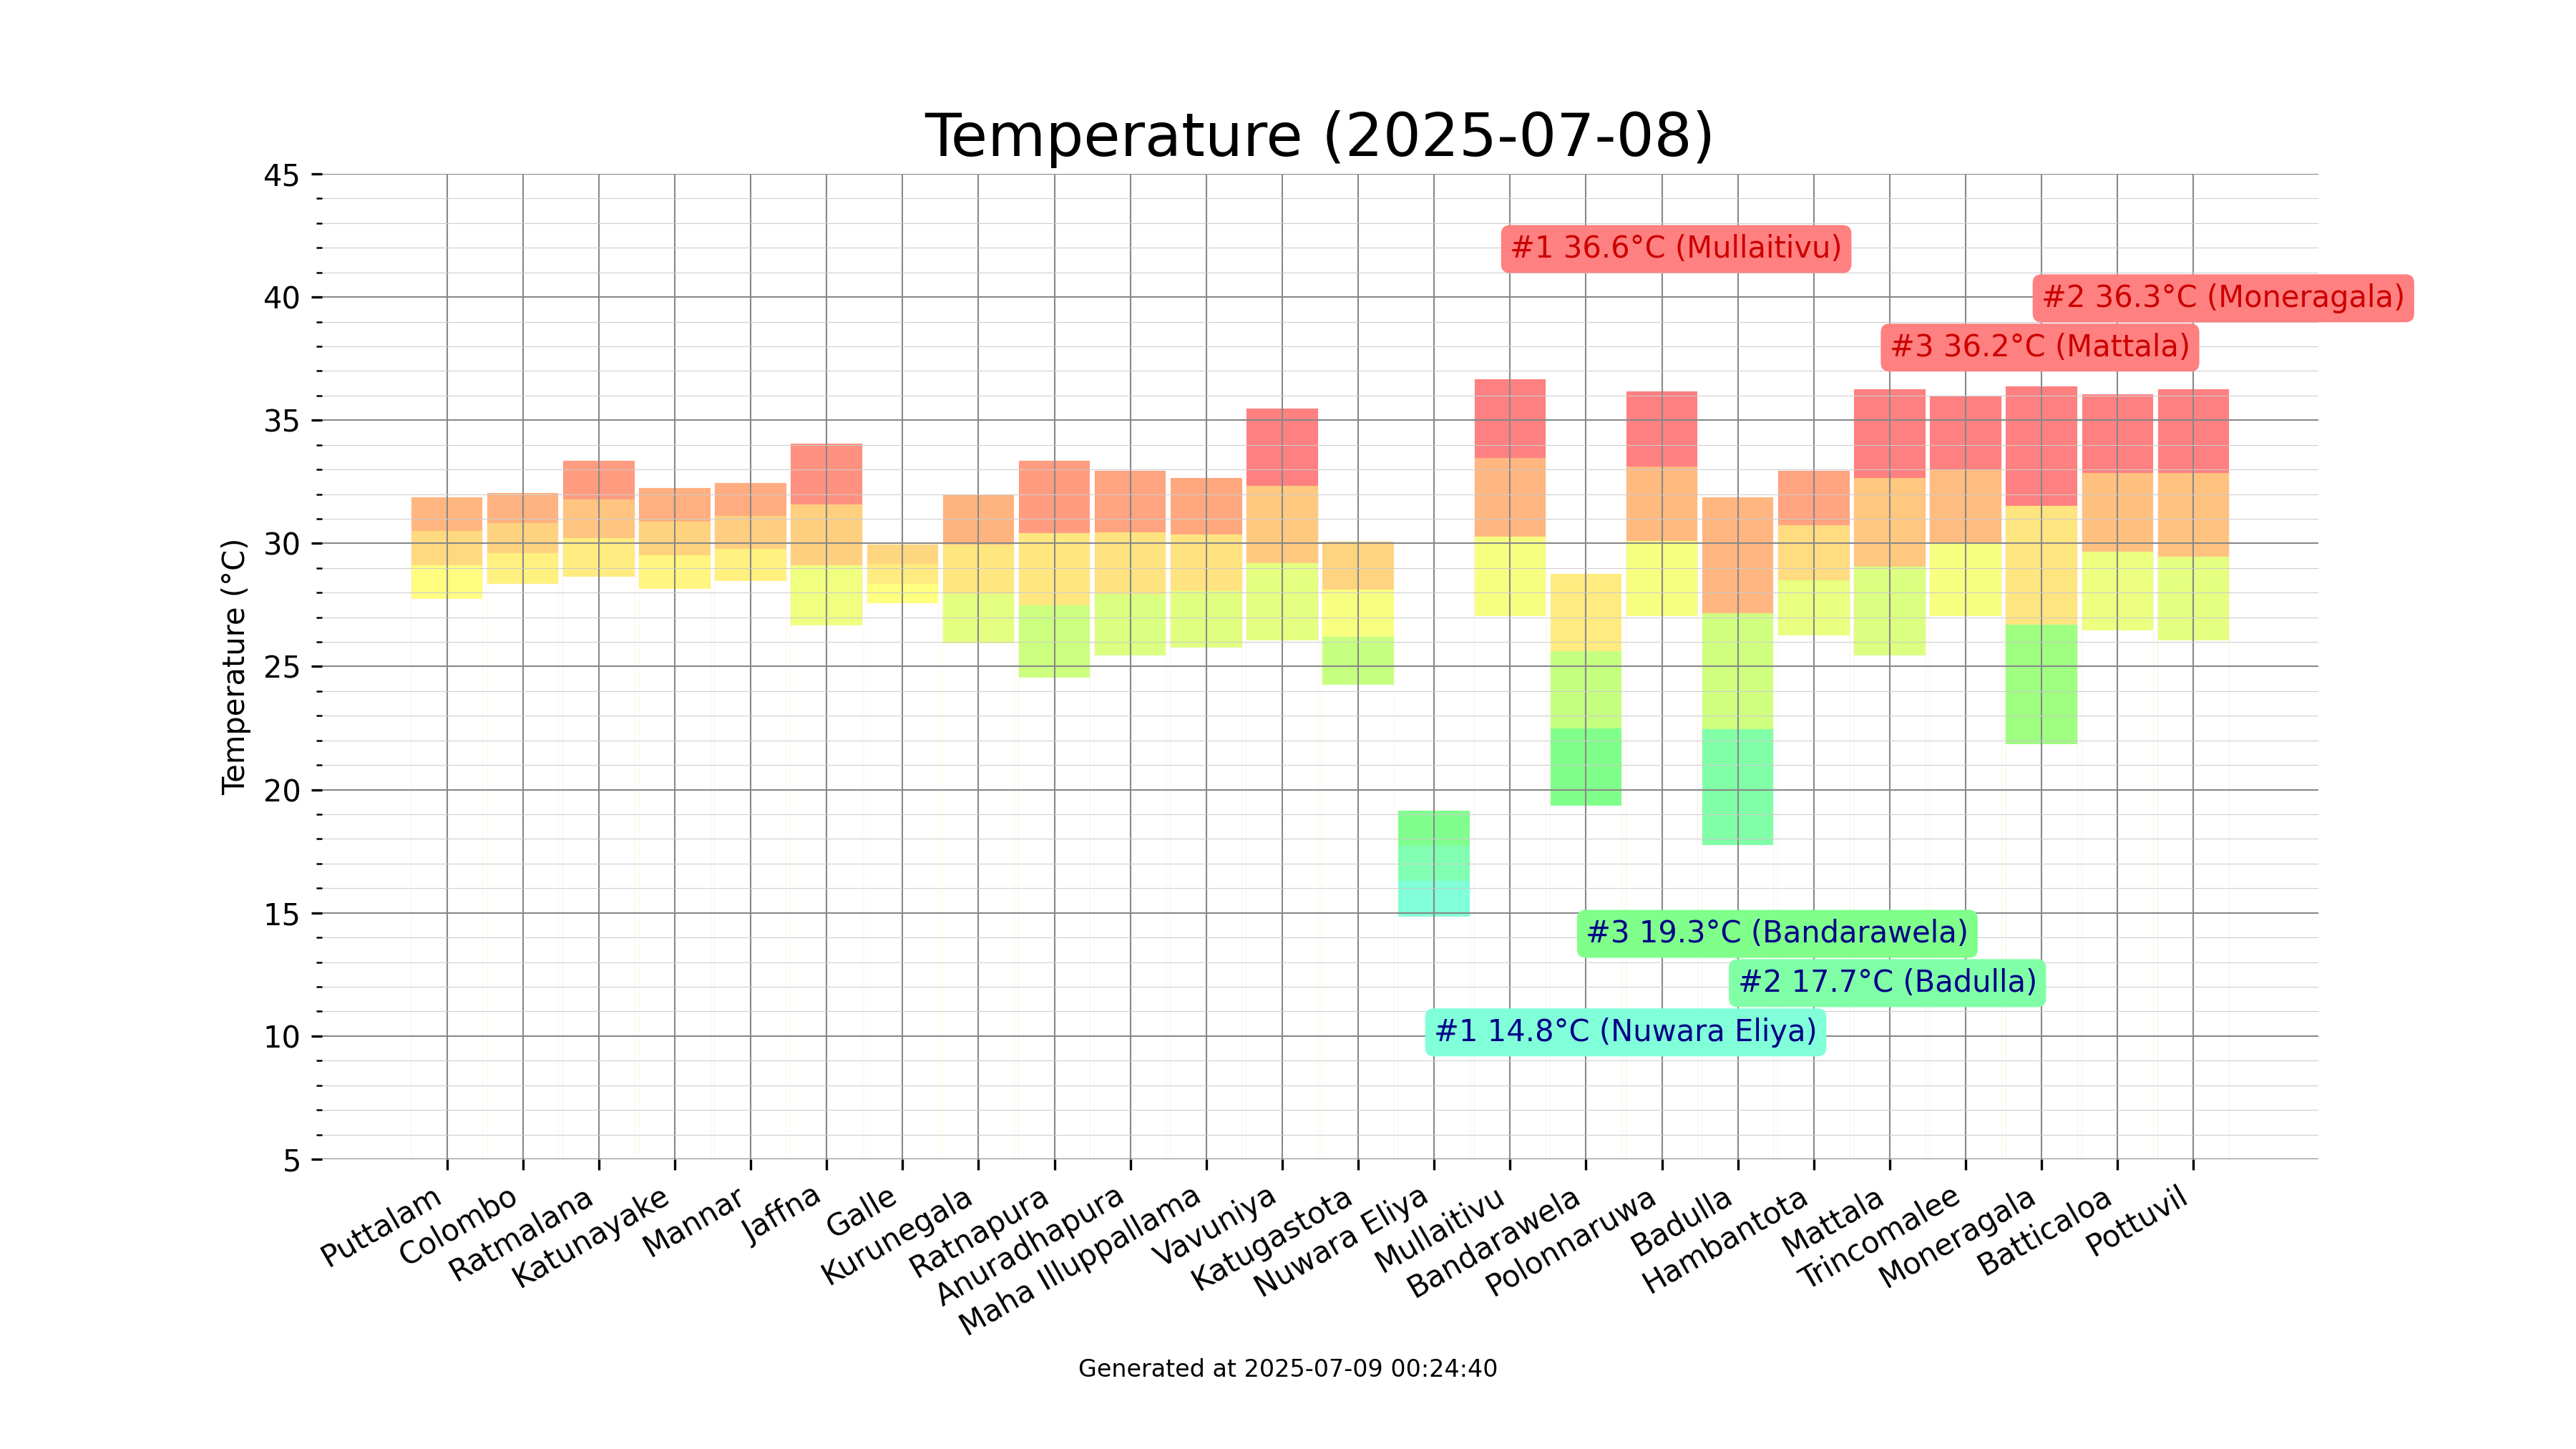 Temperature (2025-07-08)
45
40
35
30
25
20
15
10
5
Temperature (°C)
#1 36.6°C (Mullaitivu)
#2 36.3°C (Moneragala)
#3 36.2°C (Mattala)
#3 19.3°C (Bandarawela)
#2 17.7°C (Badulla)
#1 14.8°C (Nuwara Eliya)
Puttalam
Colombo
Ratmalana
Katunayake
Mannar
Jaffna
Galle
Kurunegala
Ratnapura
Anuradhapura
Maha Illuppallama
Vavuniya
Katugastota
Nuwara Eliya
Mullaitivu
Bandarawela
Polonnaruwa
Badulla
Hambantota
Mattala
Trincomalee
Moneragala
Batticaloa
Pottuvil
Generated at 2025-07-09 00:24:40